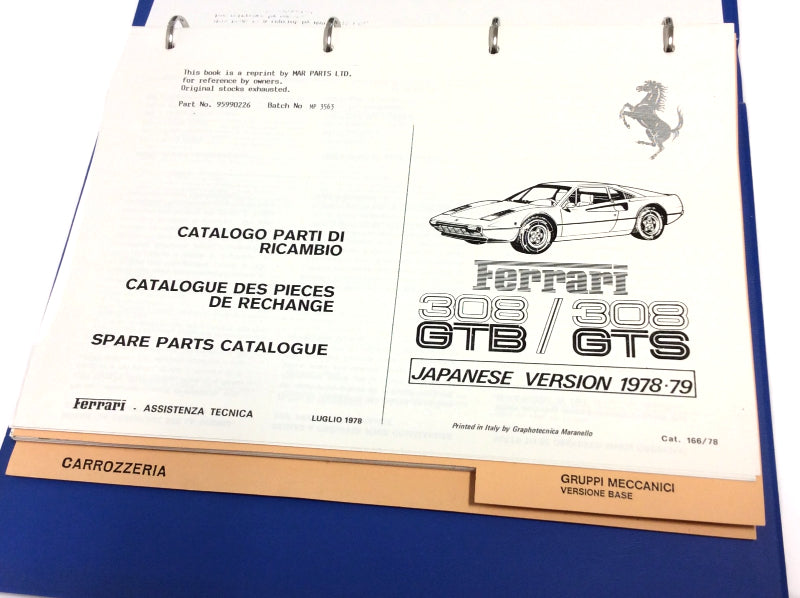 This book is a reprint by MAR PARTS LTD.
for reference by owners.
Original stocks exhausted.
Part No. 95990226 Batch No MP 3563
CATALOGO PARTI DI
RICAMBIO
CATALOGUE DES PIECES
DE RECHANGE
SPARE PARTS CATALOGUE
Ferrari - ASSISTENZA TECNICA
LUGLIO 1978
Ferrari
308 / 308
GTB / GTS
JAPANESE VERSION 1978·79
Printed in Italy by Graphotecnica Maranello
Cat. 166/78
CARROZZERIA
GRUPPI MECCANICI
VERSIONE BASE